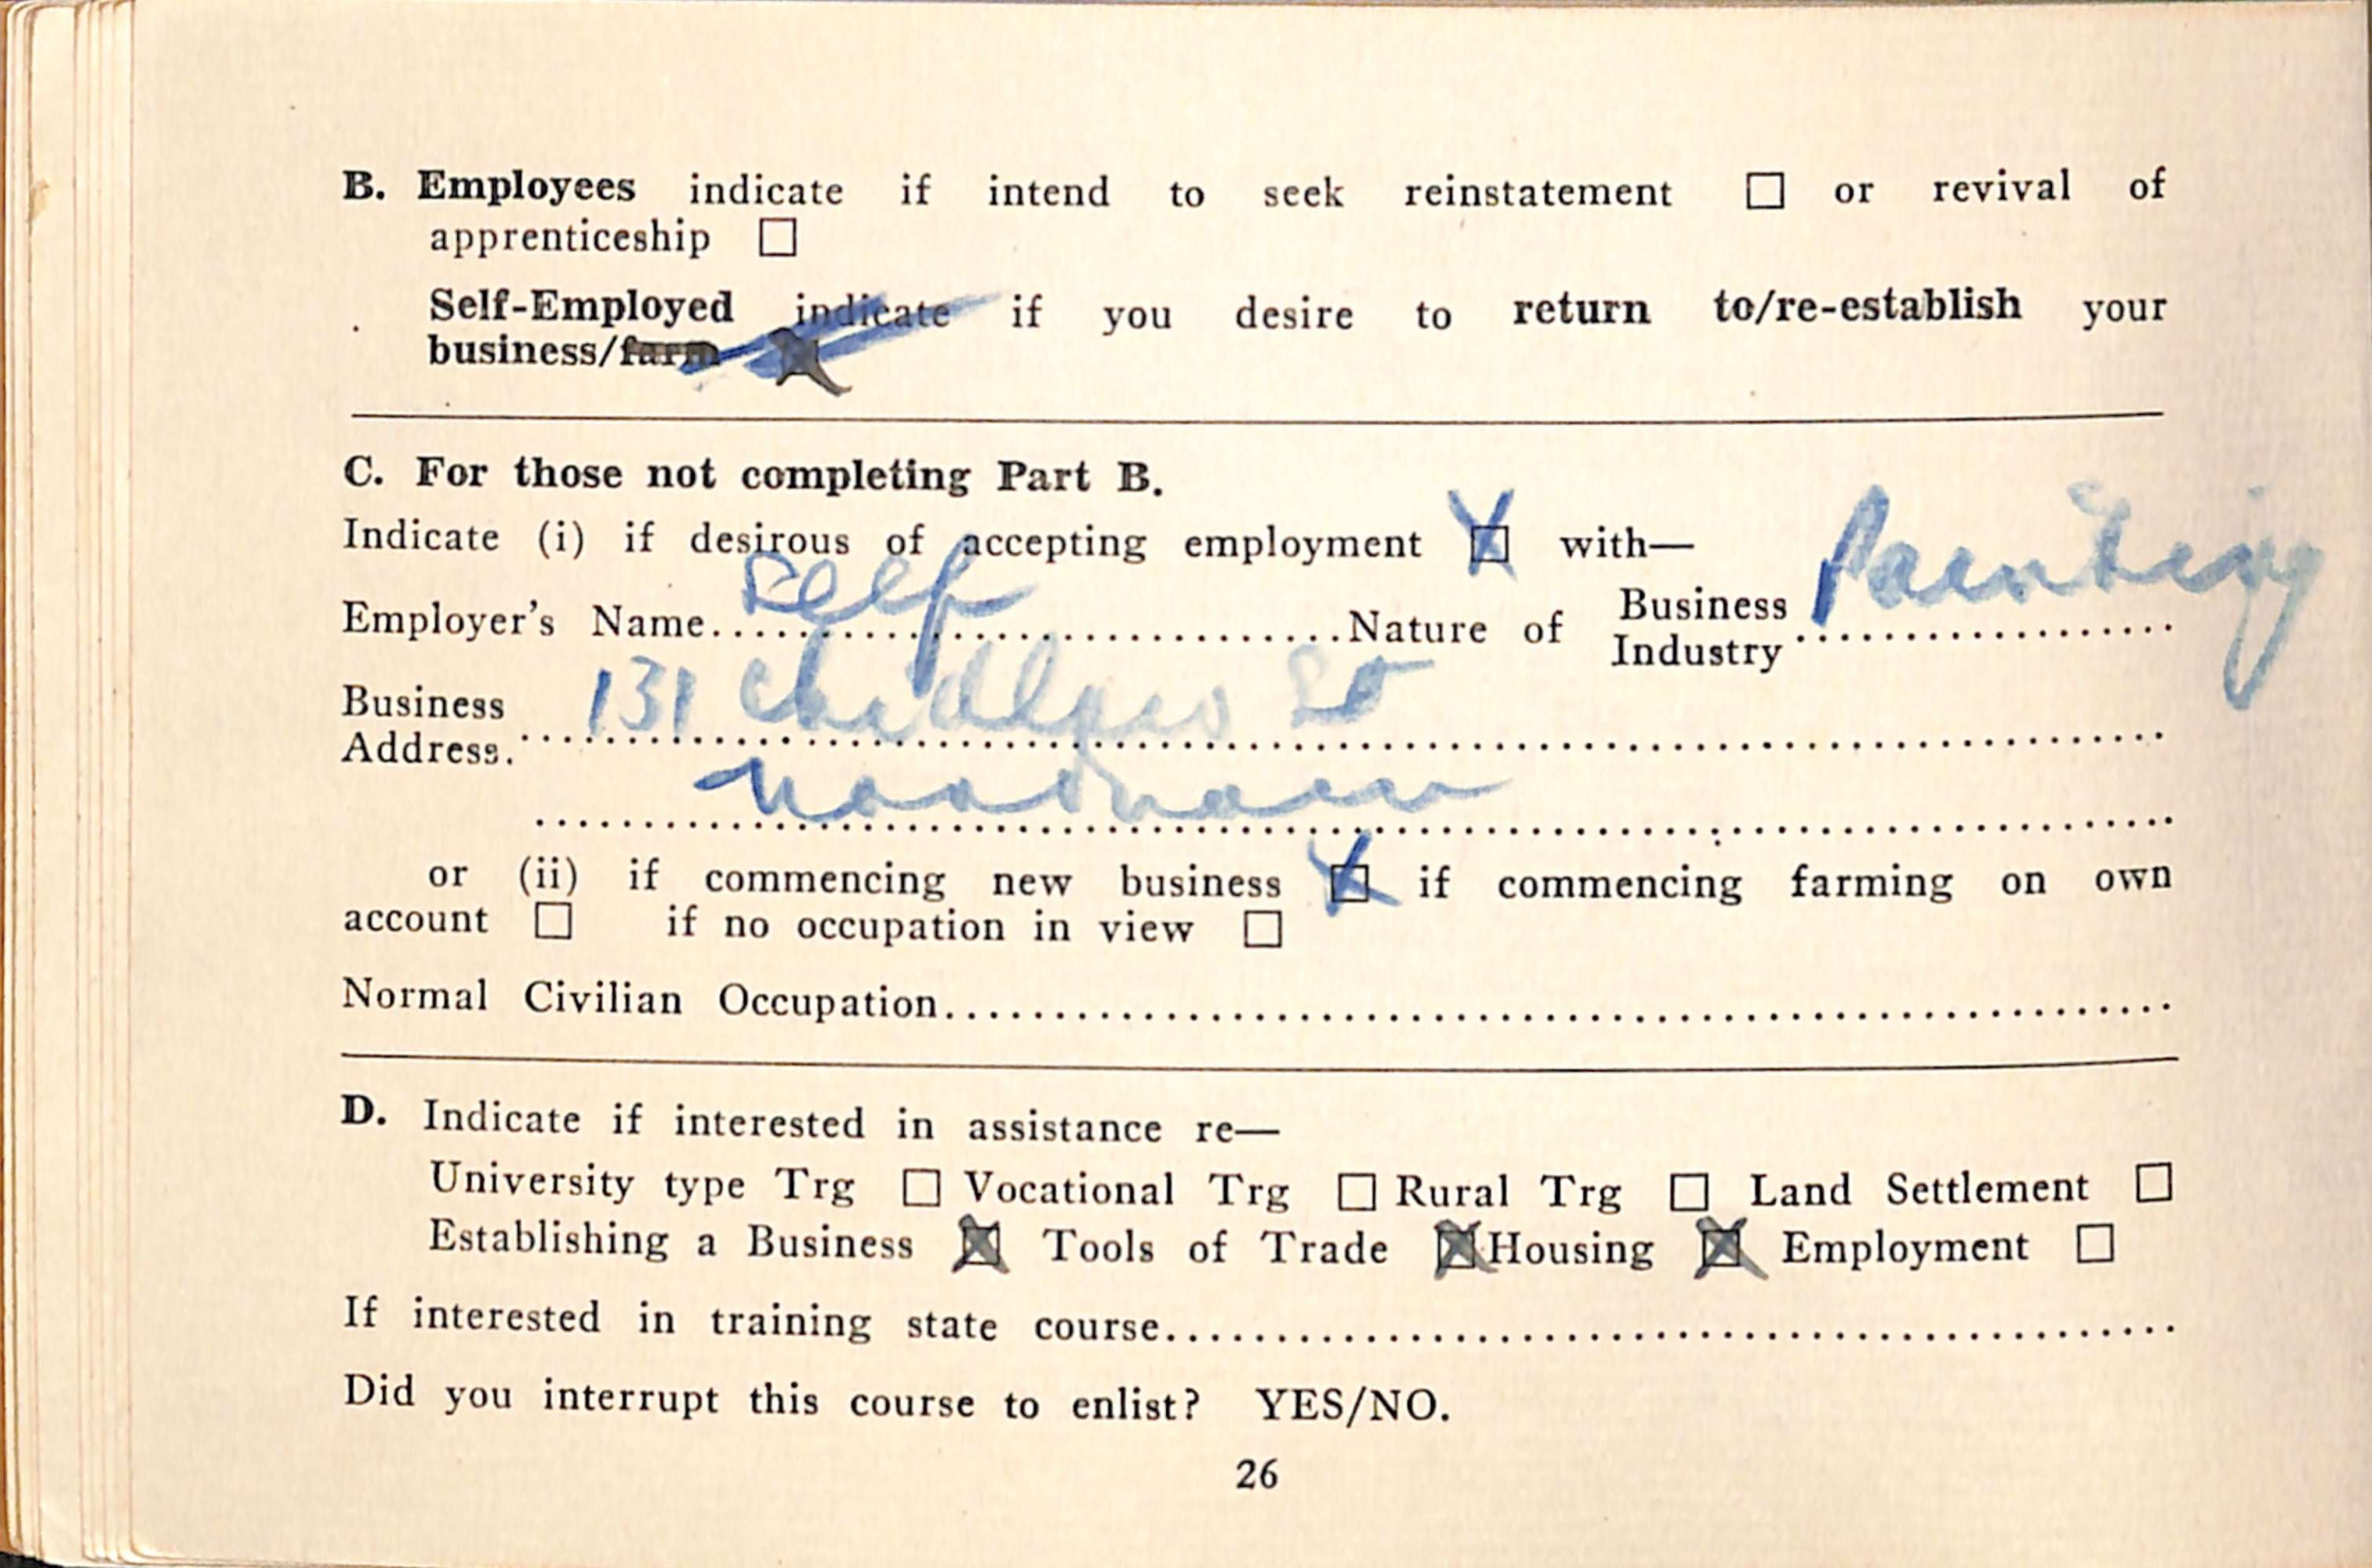 B. Employees indicate if intend to seek reinstatement □ or revival of
apprenticeship □
Self-Employed indicate if you desire to return to/re-establish your
business/farm
C. For those not completing Part B.
Indicate (i) if desirous of accepting employment ☒ with—
Employer's Name self Nature of Business Industry Painting
Business Address. 131 St
or (ii) if commencing new business ☒ if commencing farming on own
account □ if no occupation in view □
Normal Civilian Occupation
D. Indicate if interested in assistance re—
University type Trg □ Vocational Trg □ Rural Trg □ Land Settlement □
Establishing a Business ☒ Tools of Trade ☒ Housing ☒ Employment □
If interested in training state course
Did you interrupt this course to enlist? YES/NO.
26